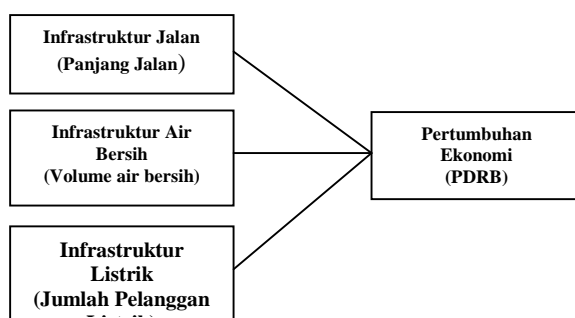 Infrastruktur Jalan
(Panjang Jalan)
Infrastruktur Air
Bersih
(Volume air bersih)
Pertumbuhan
Ekonomi
(PDRB)
Infrastruktur
Listrik
(Jumlah Pelanggan